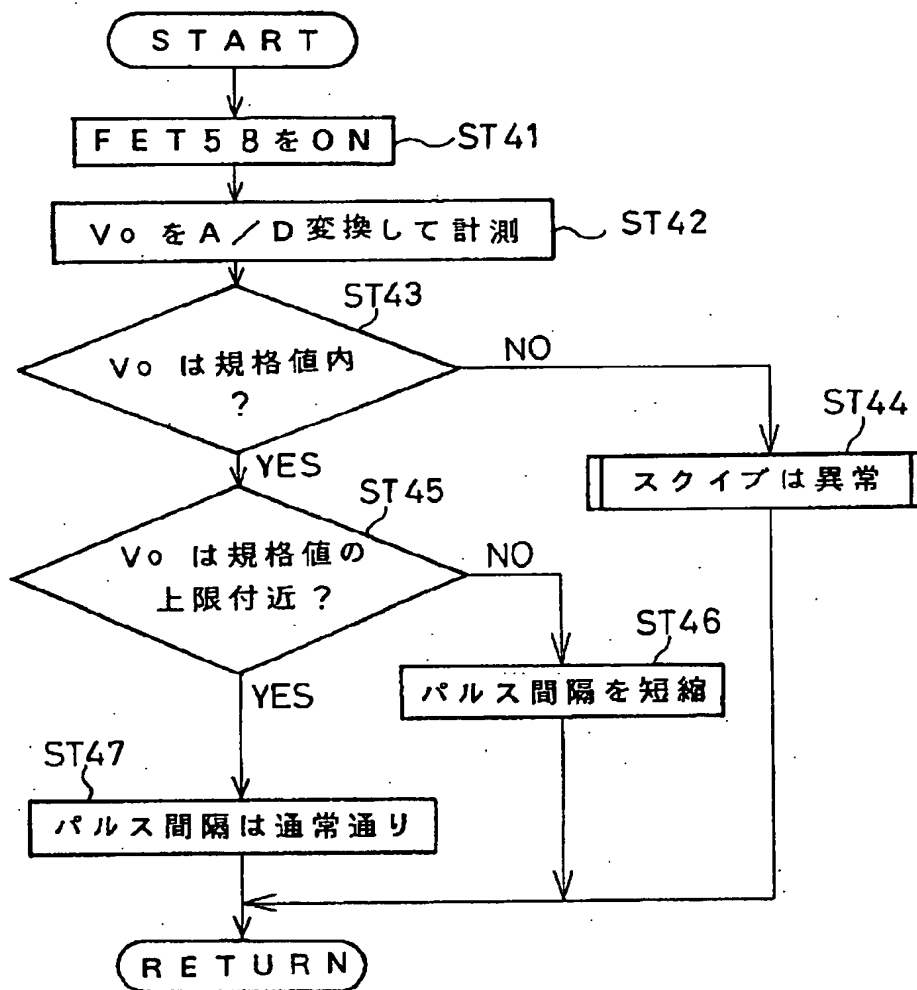 START
FET58をON
ST41
VoをA/D変換して計測
ST42
ST43
Voは規格値内
?
NO
YES
ST44
スクイブは異常
ST45
Voは規格値の
上限付近?
NO
YES
ST46
パルス間隔を短縮
ST47
パルス間隔は通常通り
RETURN